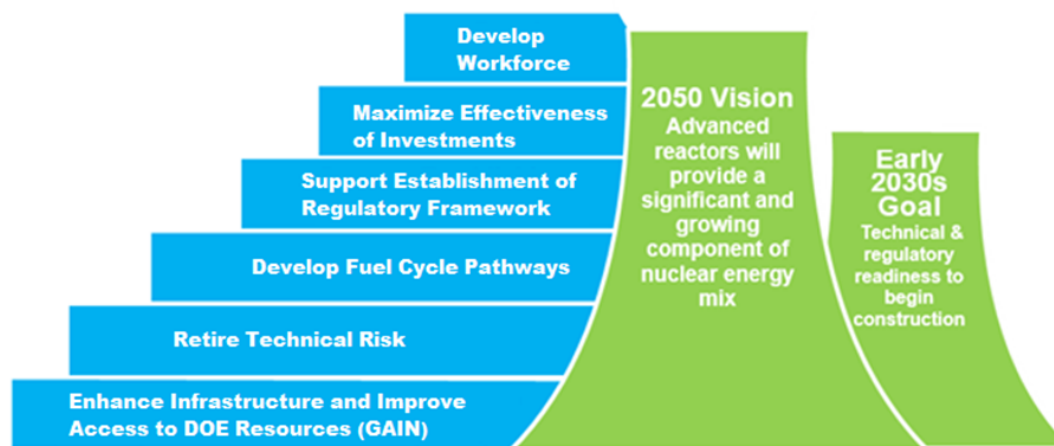 Develop
Workforce
Maximize Effectiveness
of Investments
Support Establishment of
Regulatory Framework
Develop Fuel Cycle Pathways
Retire Technical Risk
Enhance Infrastructure and Improve
Access to DOE Resources (GAIN)
2050 Vision
Advanced
reactors will
provide a
significant and
growing
component of
nuclear energy
mix
Early
2030s
Goal
Technical &
regulatory
readiness to
begin
construction